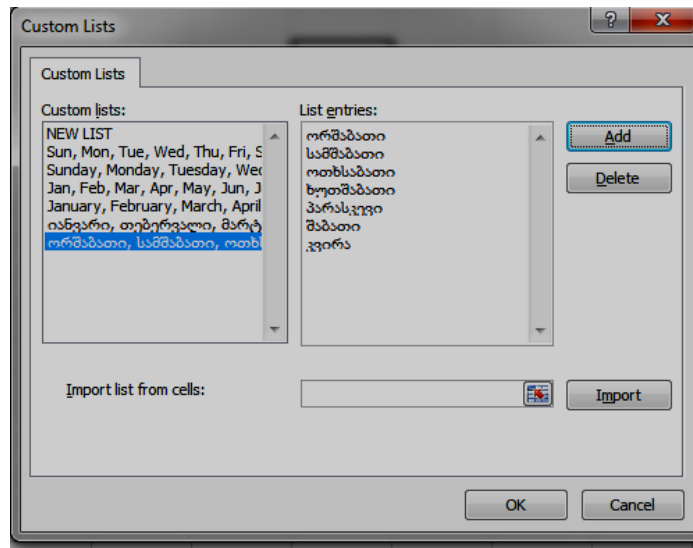 Custom Lists
Custom Lists
Custom lists:
NEW LIST
Sun, Mon, Tue, Wed, Thu, Fri, S
Sunday, Monday, Tuesday, Wed
Jan, Feb, Mar, Apr, May, Jun, J
January, February, March, April
იანვარი, თებერვალი, მარტ
ორშაბათი, სამშაბათი, ოთხს
List entries:
ორშაბათი
სამშაბათი
ოთხსაბათი
ხუთშაბათი
პარასკევი
შაბათი
კვირა
Add
Delete
Import list from cells:
Import
OK
Cancel